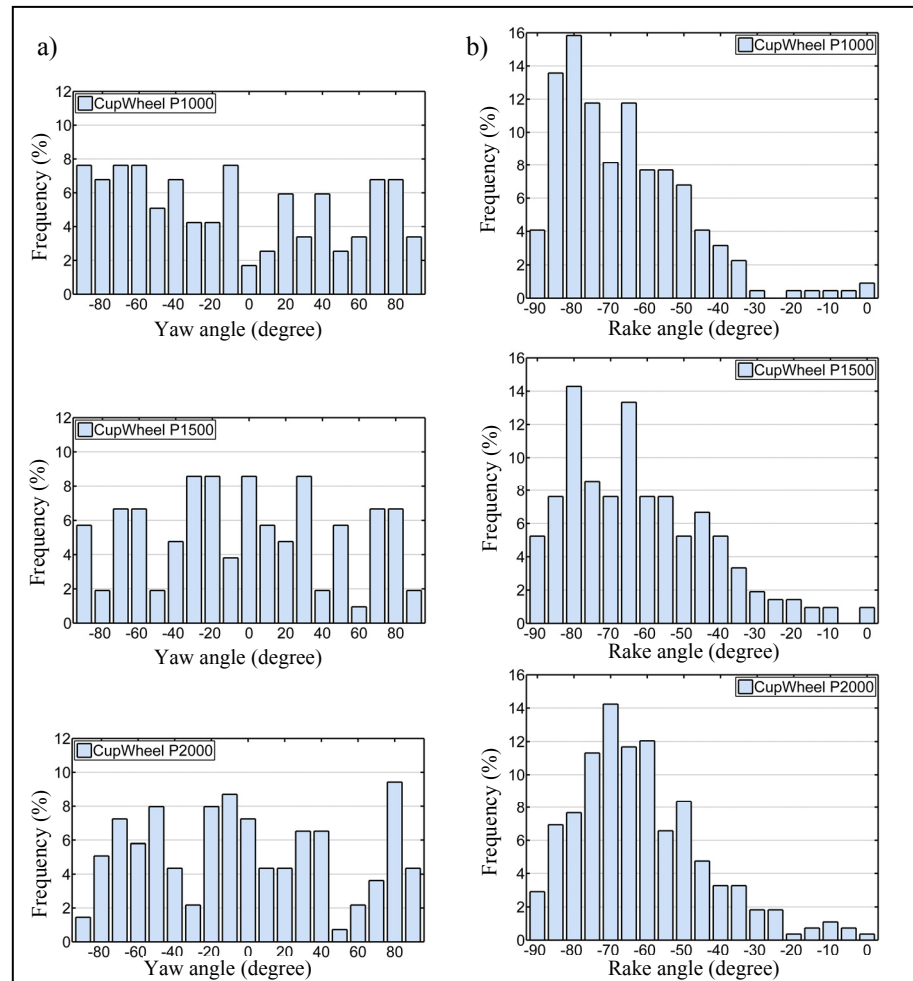 a)
CupWheel P1000
Frequency (%)
12
10
8
6
4
2
0
-80 -60 -40 -20 0 20 40 60 80
Yaw angle (degree)
CupWheel P1500
Frequency (%)
12
10
8
6
4
2
0
-80 -60 -40 -20 0 20 40 60 80
Yaw angle (degree)
CupWheel P2000
Frequency (%)
12
10
8
6
4
2
0
-80 -60 -40 -20 0 20 40 60 80
Yaw angle (degree)
b)
CupWheel P1000
Frequency (%)
16
14
12
10
8
6
4
2
0
-90 -80 -70 -60 -50 -40 -30 -20 -10 0
Rake angle (degree)
CupWheel P1500
Frequency (%)
16
14
12
10
8
6
4
2
0
-90 -80 -70 -60 -50 -40 -30 -20 -10 0
Rake angle (degree)
CupWheel P2000
Frequency (%)
16
14
12
10
8
6
4
2
0
-90 -80 -70 -60 -50 -40 -30 -20 -10 0
Rake angle (degree)